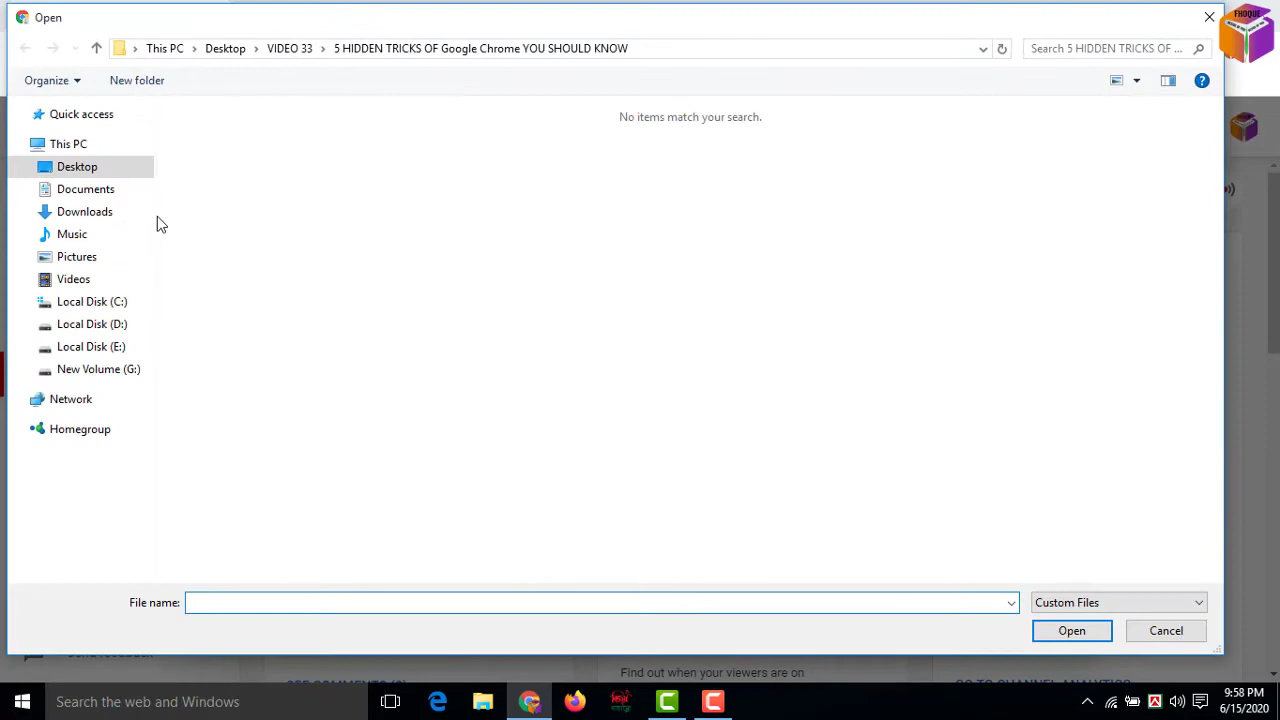 Open
THOQUE
This PC Desktop VIDEO 33 5 HIDDEN TRICKS OF Google Chrome YOU SHOULD KNOW
Search 5 HIDDEN TRICKS OF ...
Organize
New folder
Quick access
No items match your search.
This PC
Desktop
Documents
Downloads
Music
Pictures
Videos
Local Disk (C:)
Local Disk (D:)
Local Disk (E:)
New Volume (G:)
Network
Homegroup
File name:
Custom Files
Open
Cancel
Find out when your viewers are on
Search the web and Windows
9:58 PM
6/15/2020